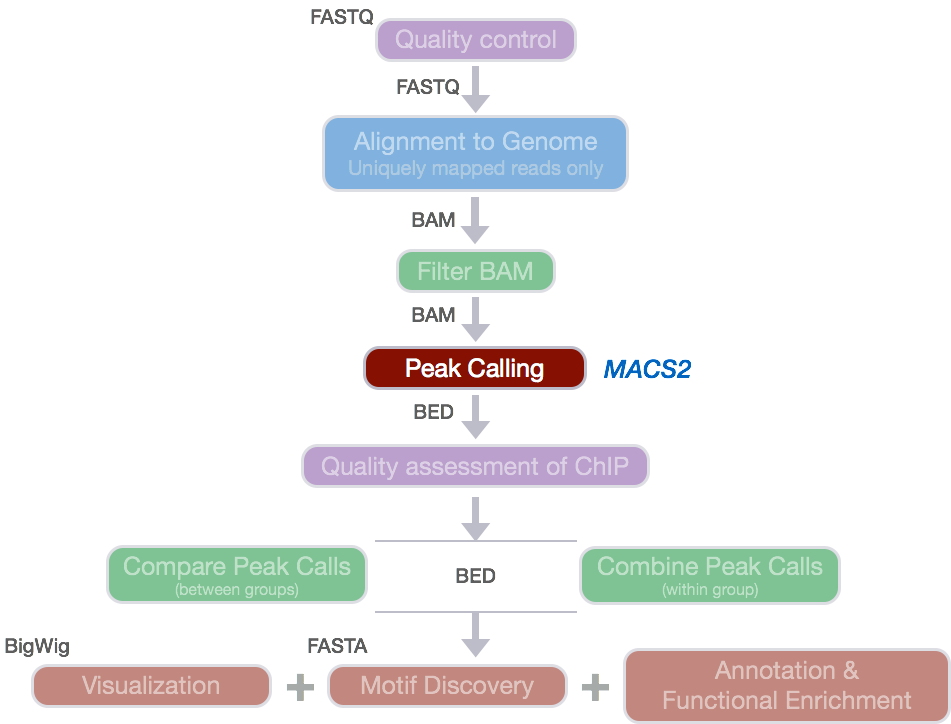 FASTQ
Quality control
FASTQ
Alignment to Genome
Uniquely mapped reads only
BAM
Filter BAM
BAM
Peak Calling
MACS2
BED
Quality assessment of ChIP
Compare Peak Calls
(between groups)
BED
Combine Peak Calls
(within group)
BigWig
Visualization
+
FASTA
Motif Discovery
+
Annotation &
Functional Enrichment